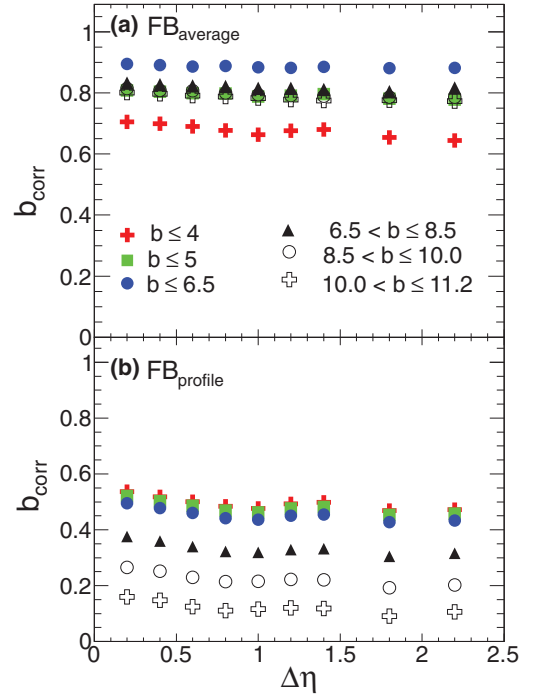 (a) FB_average
1
0.8
0.6
0.4
0.2
0
b_corr
b ≤ 4
b ≤ 5
b ≤ 6.5
6.5 < b ≤ 8.5
8.5 < b ≤ 10.0
10.0 < b ≤ 11.2
(b) FB_profile
1
0.8
0.6
0.4
0.2
0
b_corr
0 0.5 1 1.5 2 2.5
Δη